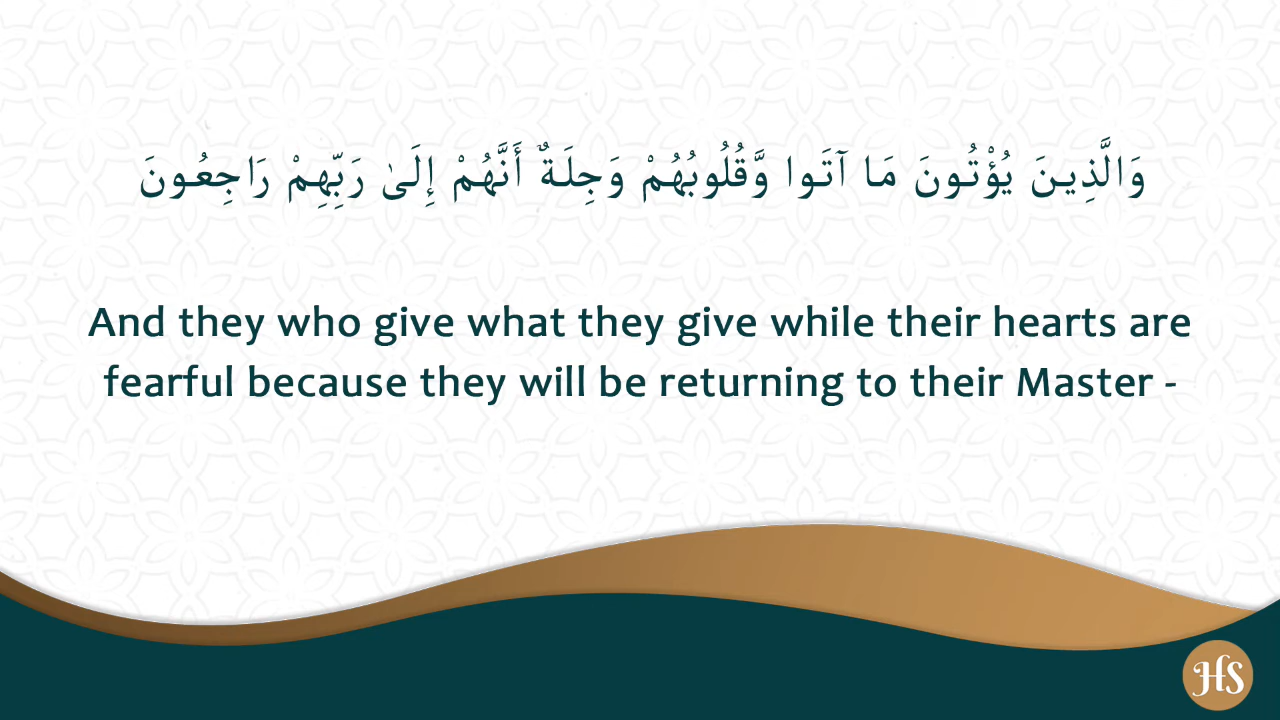 وَالَّذِينَ يُؤْتُونَ مَا آتَوا وَّقُلُوبُهُمْ وَجِلَةٌ أَنَّهُمْ إِلَىٰ رَبِّهِمْ رَاجِعُونَ
And they who give what they give while their hearts are
fearful because they will be returning to their Master -
HS